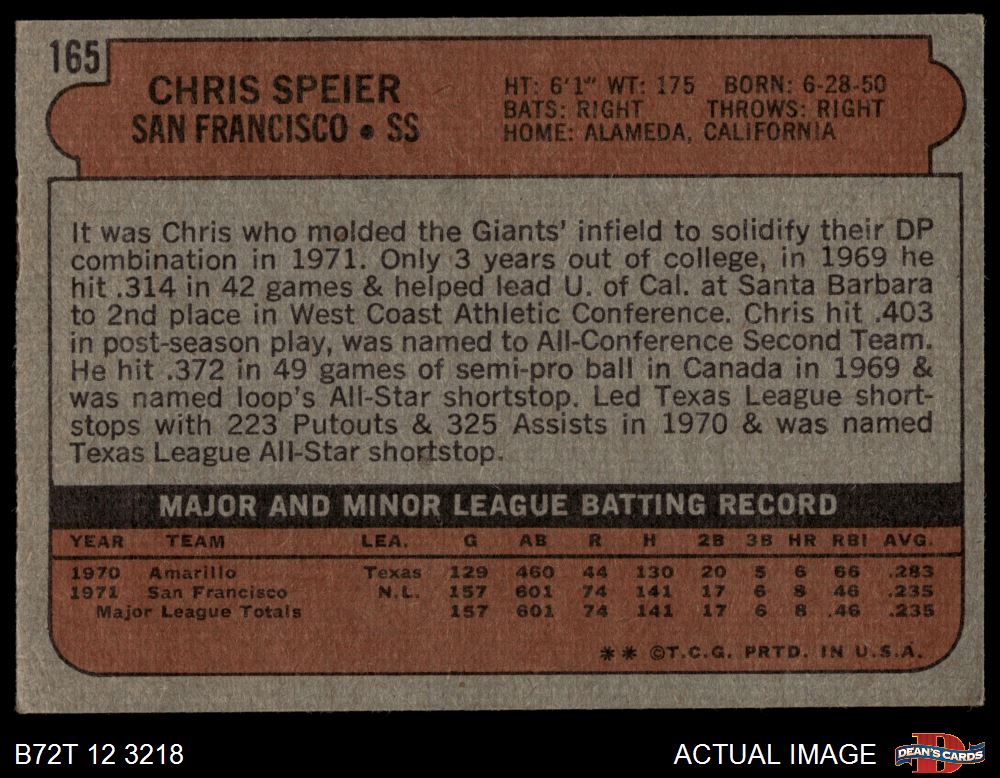 165
CHRIS SPEIER
SAN FRANCISCO • SS
HT: 6'1" WT: 175 BORN: 6-28-50
BATS: RIGHT THROWS: RIGHT
HOME: ALAMEDA, CALIFORNIA
It was Chris who molded the Giants' infield to solidify their DP
combination in 1971. Only 3 years out of college, in 1969 he
hit .314 in 42 games & helped lead U. of Cal. at Santa Barbara
to 2nd place in West Coast Athletic Conference. Chris hit .403
in post-season play, was named to All-Conference Second Team.
He hit .372 in 49 games of semi-pro ball in Canada in 1969 &
was named loop's All-Star shortstop. Led Texas League short-
stops with 223 Putouts & 325 Assists in 1970 & was named
Texas League All-Star shortstop.
MAJOR AND MINOR LEAGUE BATTING RECORD
YEAR TEAM LEA. G AB R H 2B 3B HR RBI AVG.
1970 Amarillo Texas 129 460 44 130 20 5 6 66 .283
1971 San Francisco N.L. 157 601 74 141 17 6 8 46 .235
Major League Totals 157 601 74 141 17 6 8 .46 .235
** ©T.C.G. PRTD. IN U.S.A.
B72T 12 3218
ACTUAL IMAGE
DEAN'S CARDS